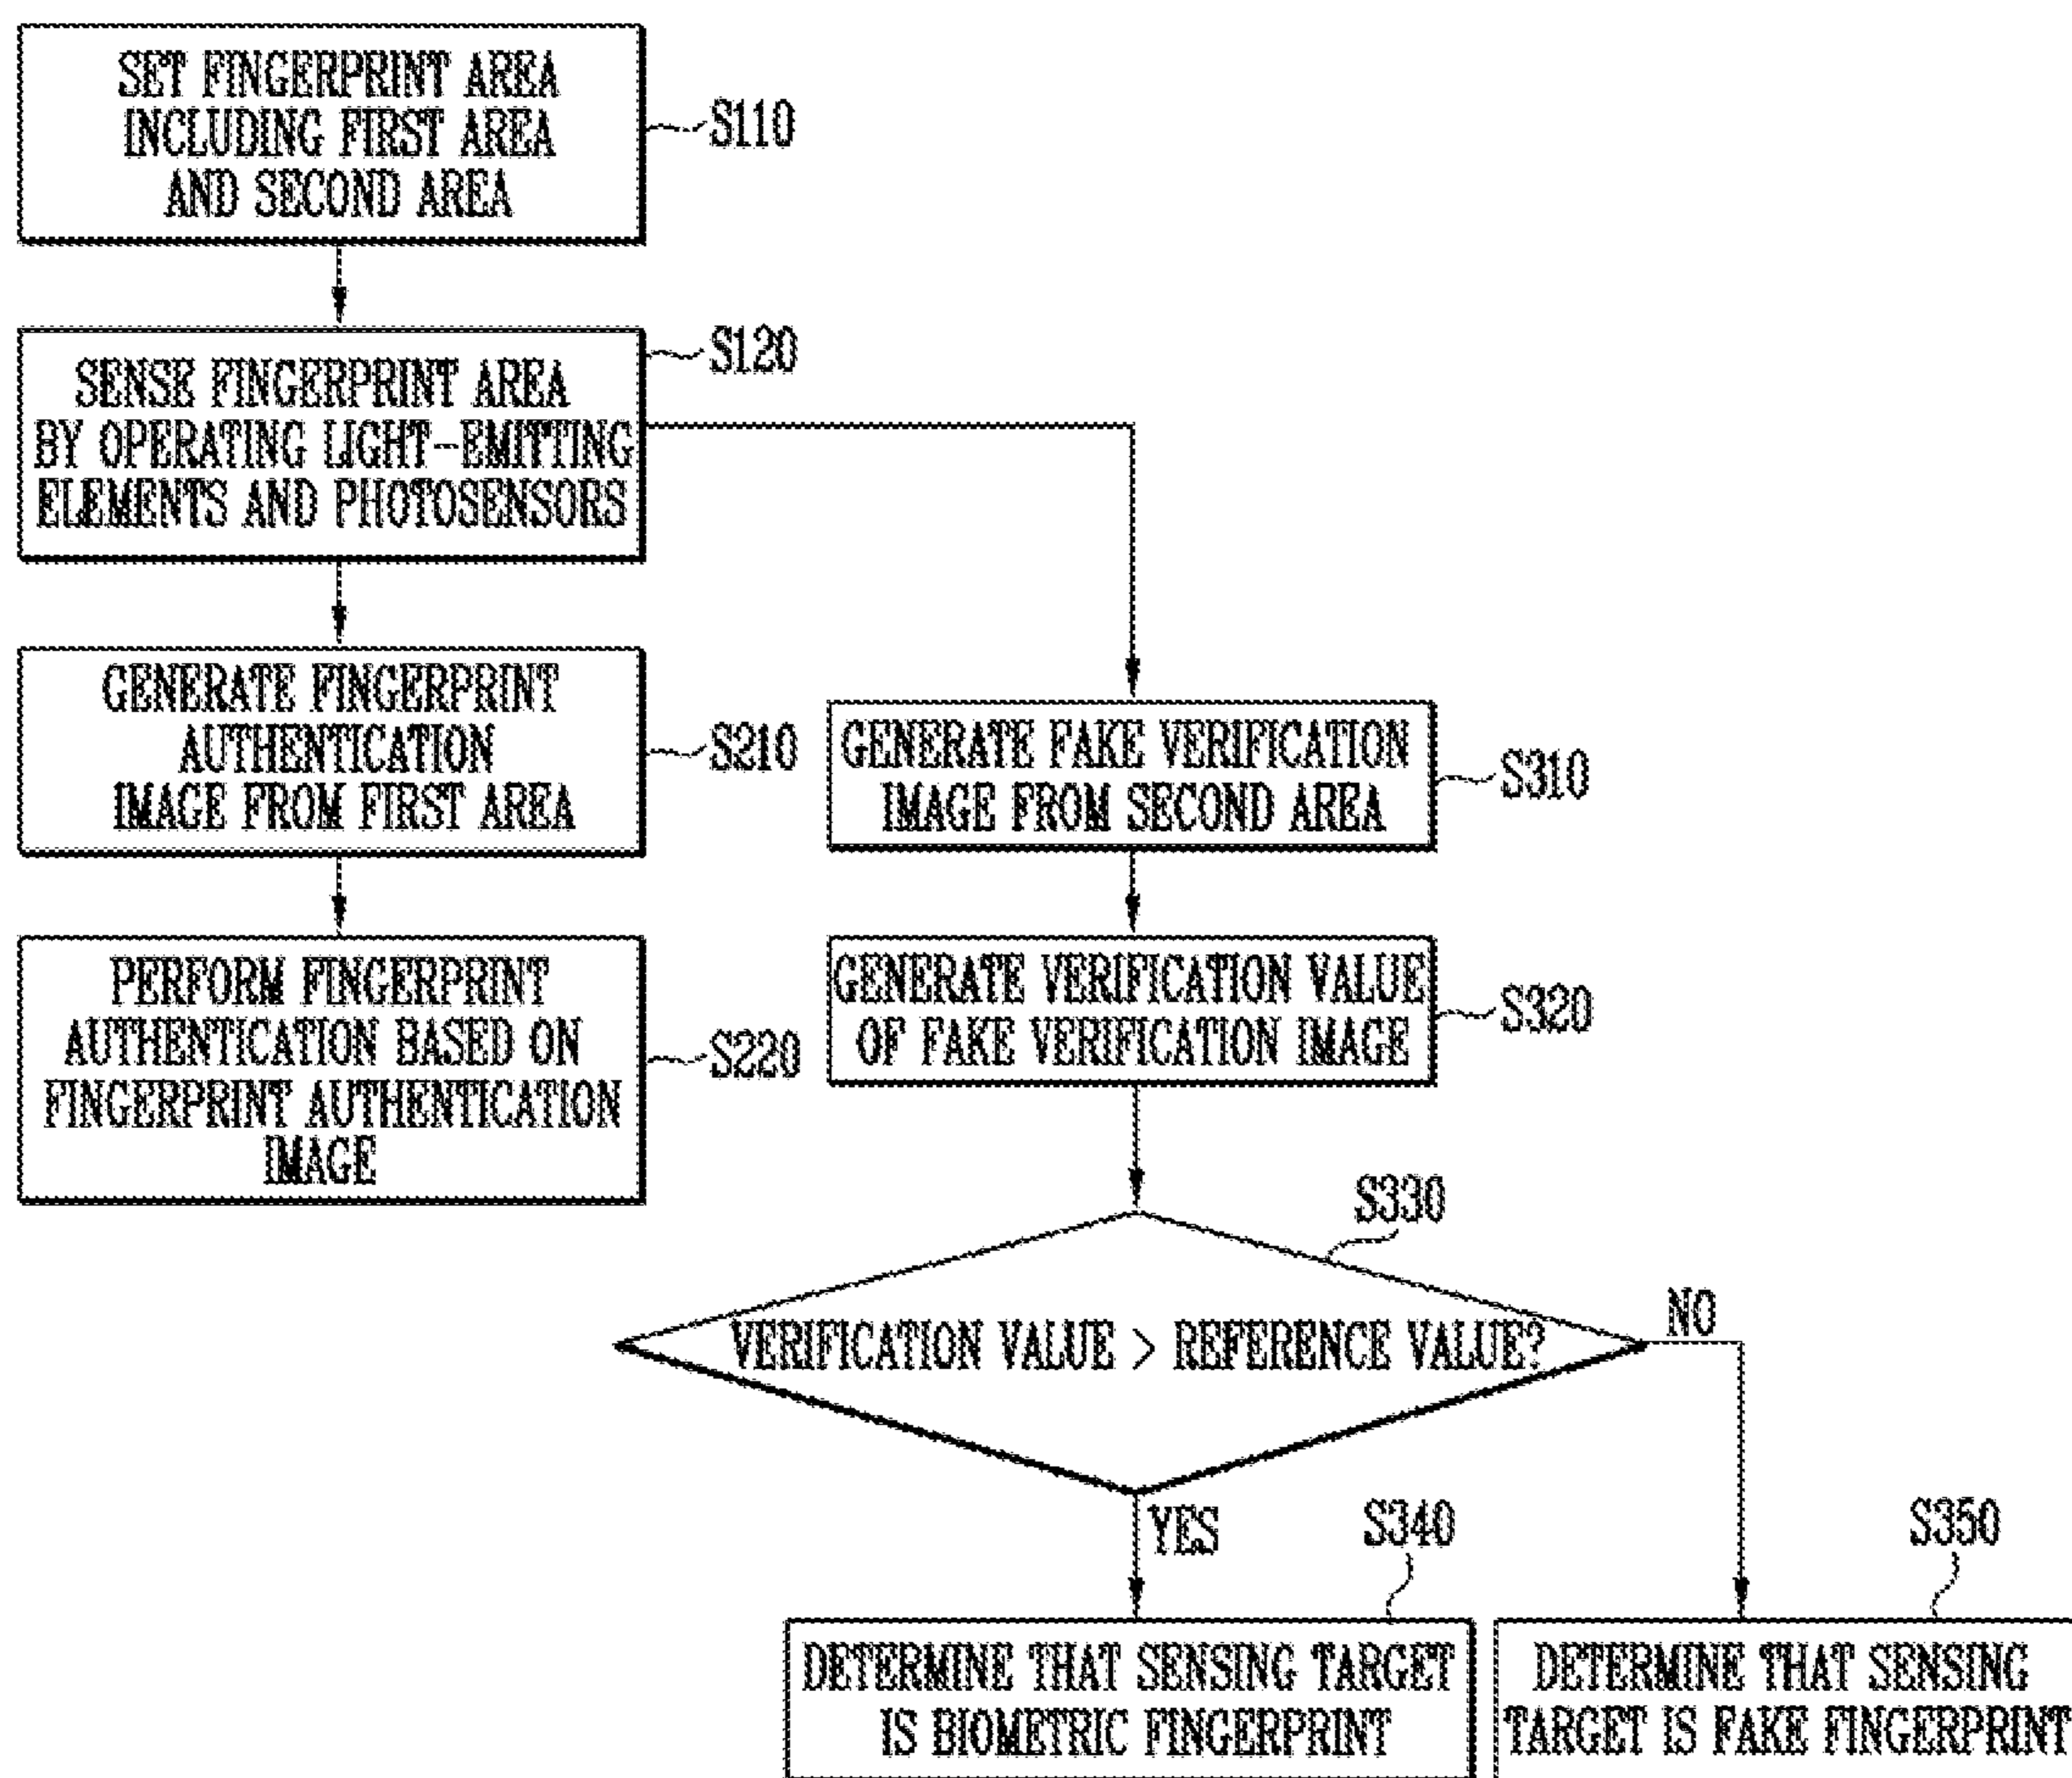 SET FINGERPRINT AREA
INCLUDING FIRST AREA
AND SECOND AREA
S110
SENSE FINGERPRINT AREA
BY OPERATING LIGHT-EMITTING
ELEMENTS AND PHOTOSENSORS
S120
GENERATE FINGERPRINT
AUTHENTICATION
IMAGE FROM FIRST AREA
S210
PERFORM FINGERPRINT
AUTHENTICATION BASED ON
FINGERPRINT AUTHENTICATION
IMAGE
S220
GENERATE FAKE VERIFICATION
IMAGE FROM SECOND AREA
S310
GENERATE VERIFICATION VALUE
OF FAKE VERIFICATION IMAGE
S320
S330
VERIFICATION VALUE > REFERENCE VALUE?
NO
YES
S340
DETERMINE THAT SENSING TARGET
IS BIOMETRIC FINGERPRINT
S350
DETERMINE THAT SENSING
TARGET IS FAKE FINGERPRINT